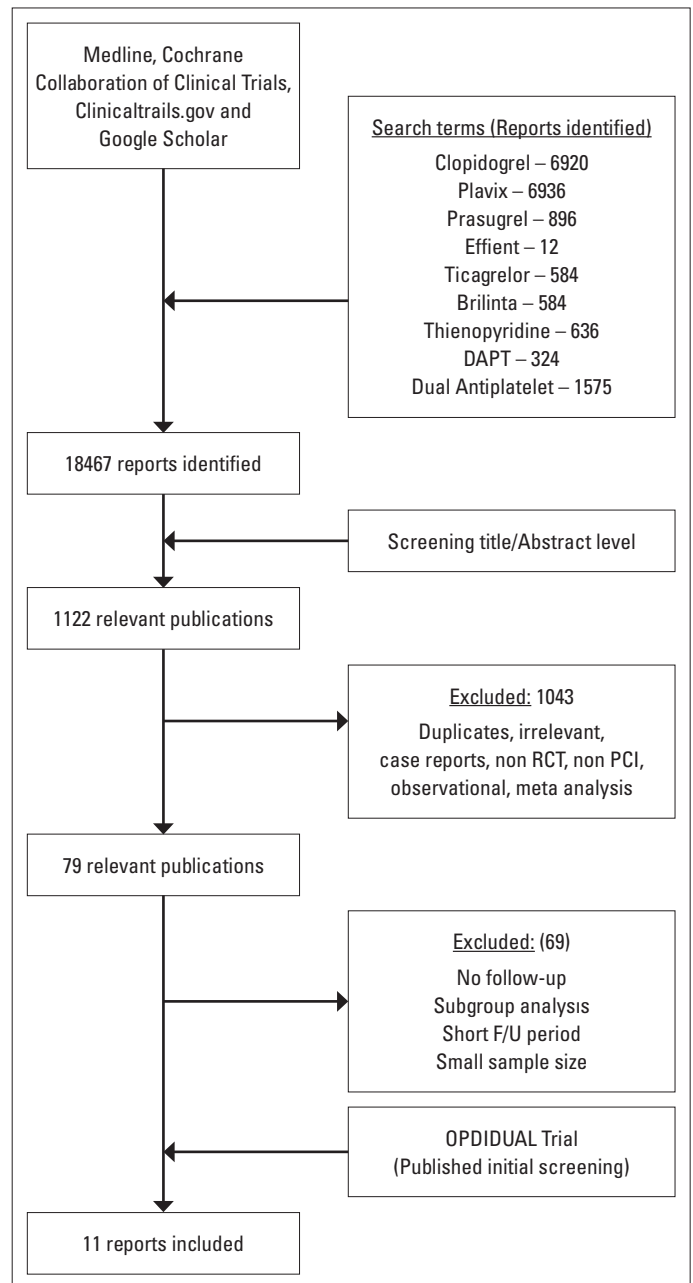 Medline, Cochrane
Collaboration of Clinical Trials,
Clinicaltrails.gov and
Google Scholar
Search terms (Reports identified)
Clopidogrel – 6920
Plavix – 6936
Prasugrel – 896
Effient – 12
Ticagrelor – 584
Brilinta – 584
Thienopyridine – 636
DAPT – 324
Dual Antiplatelet – 1575
18467 reports identified
Screening title/Abstract level
1122 relevant publications
Excluded: 1043
Duplicates, irrelevant,
case reports, non RCT, non PCI,
observational, meta analysis
79 relevant publications
Excluded: (69)
No follow-up
Subgroup analysis
Short F/U period
Small sample size
OPDIDUAL Trial
(Published initial screening)
11 reports included